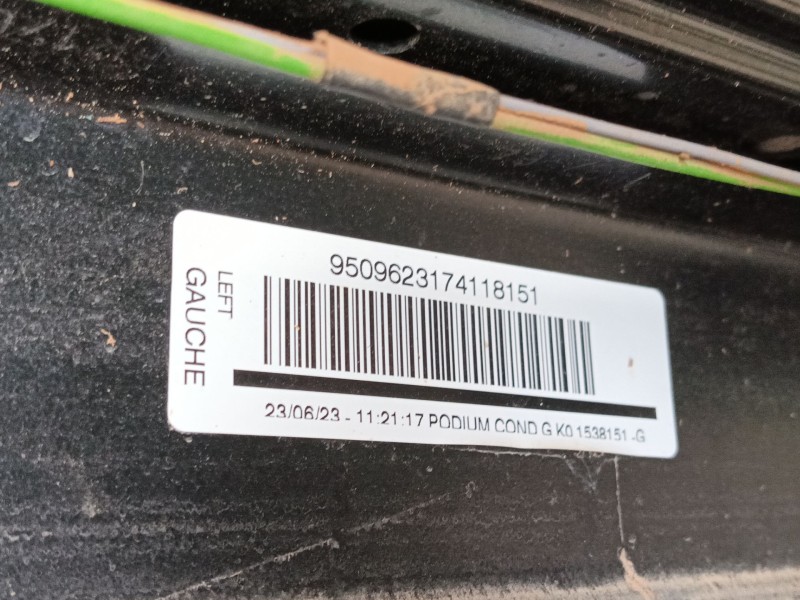 LEFT
GAUCHE
9509623174118151
23/06/23 - 11:21:17 PODIUM COND G K0 1538151 -G